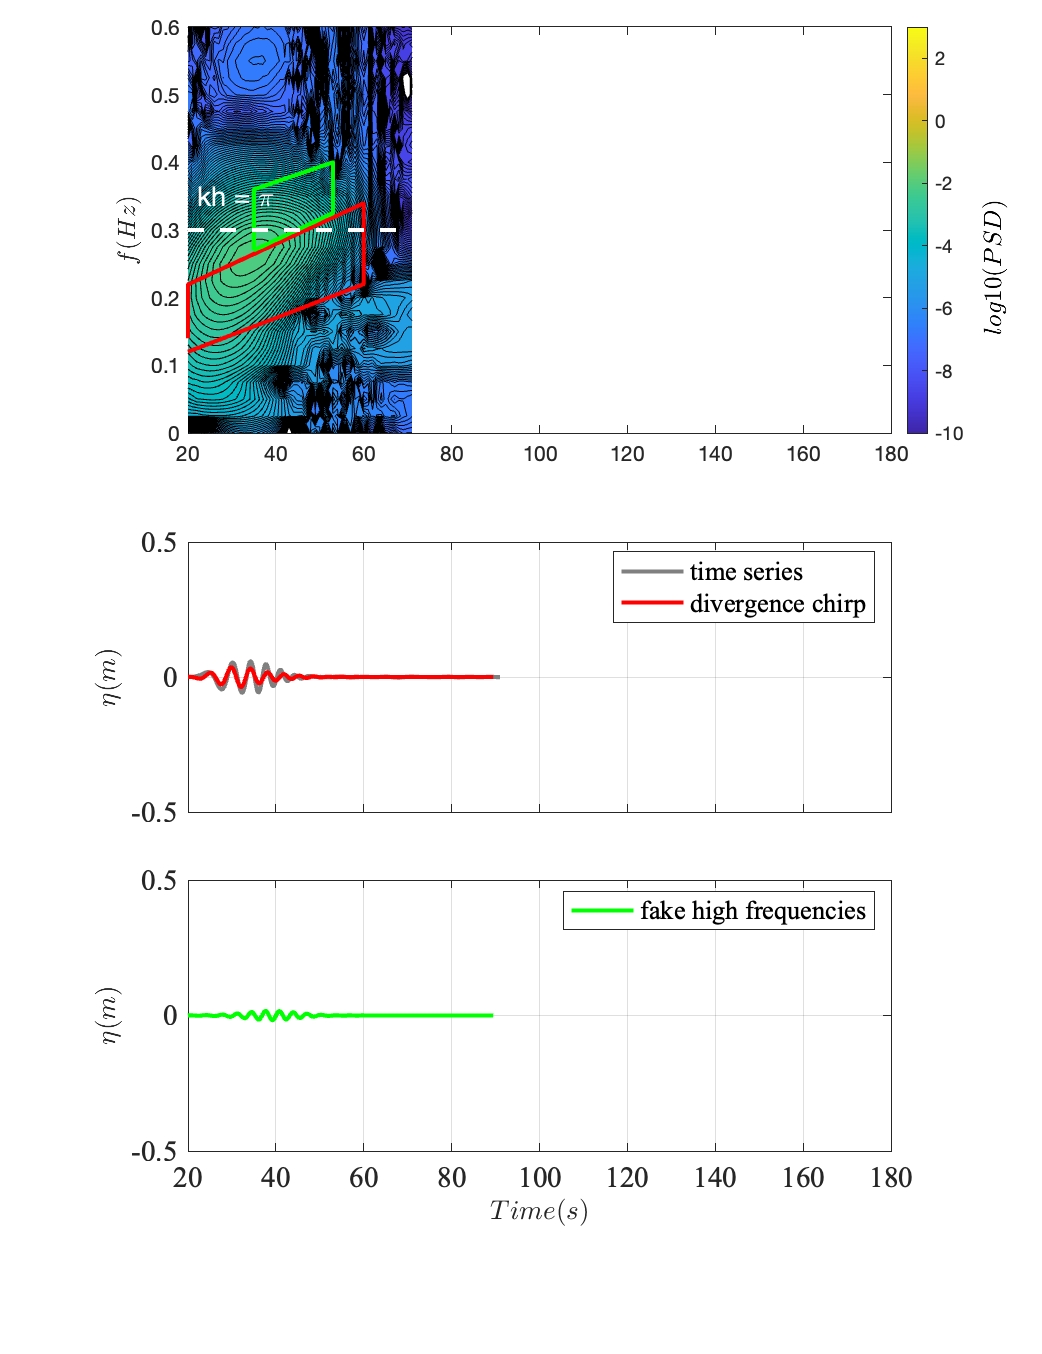 0.6
0.5
0.4
0.3
0.2
0.1
0
f(Hz)
kh = π
20 40 60 80 100 120 140 160 180
2
0
-2
-4
-6
-8
-10
log10(PSD)
0.5
0
-0.5
η(m)
time series
divergence chirp
0.5
0
-0.5
η(m)
fake high frequencies
20 40 60 80 100 120 140 160 180
Time(s)